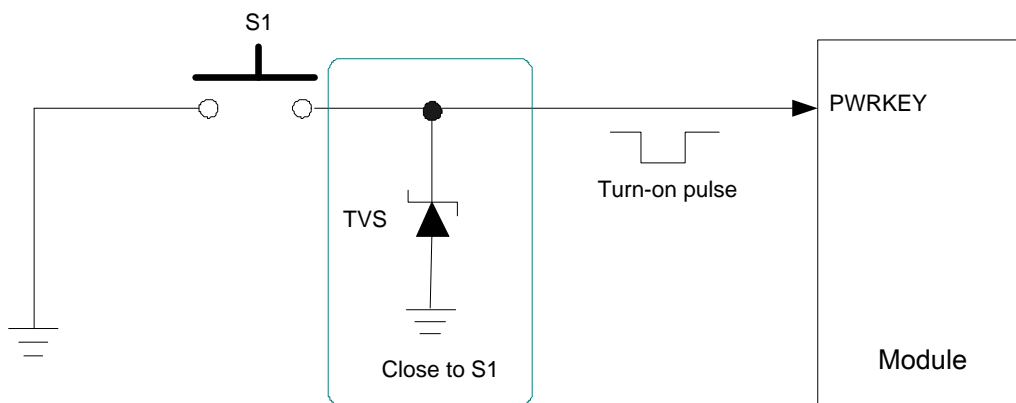 S1
PWRKEY
Turn-on pulse
TVS
Close to S1
Module